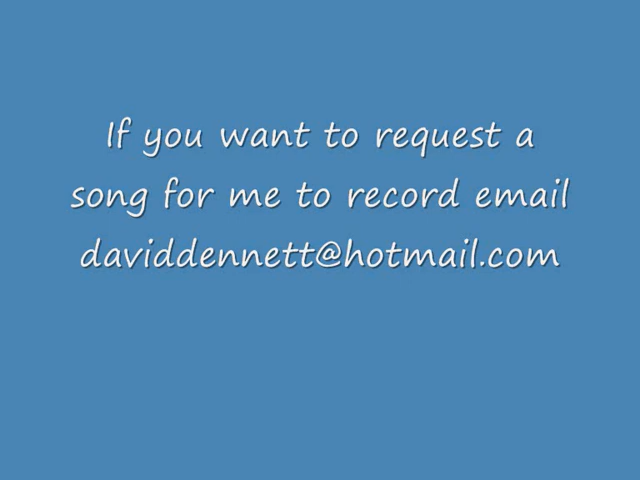 If you want to request a
song for me to record email
daviddennett@hotmail.com